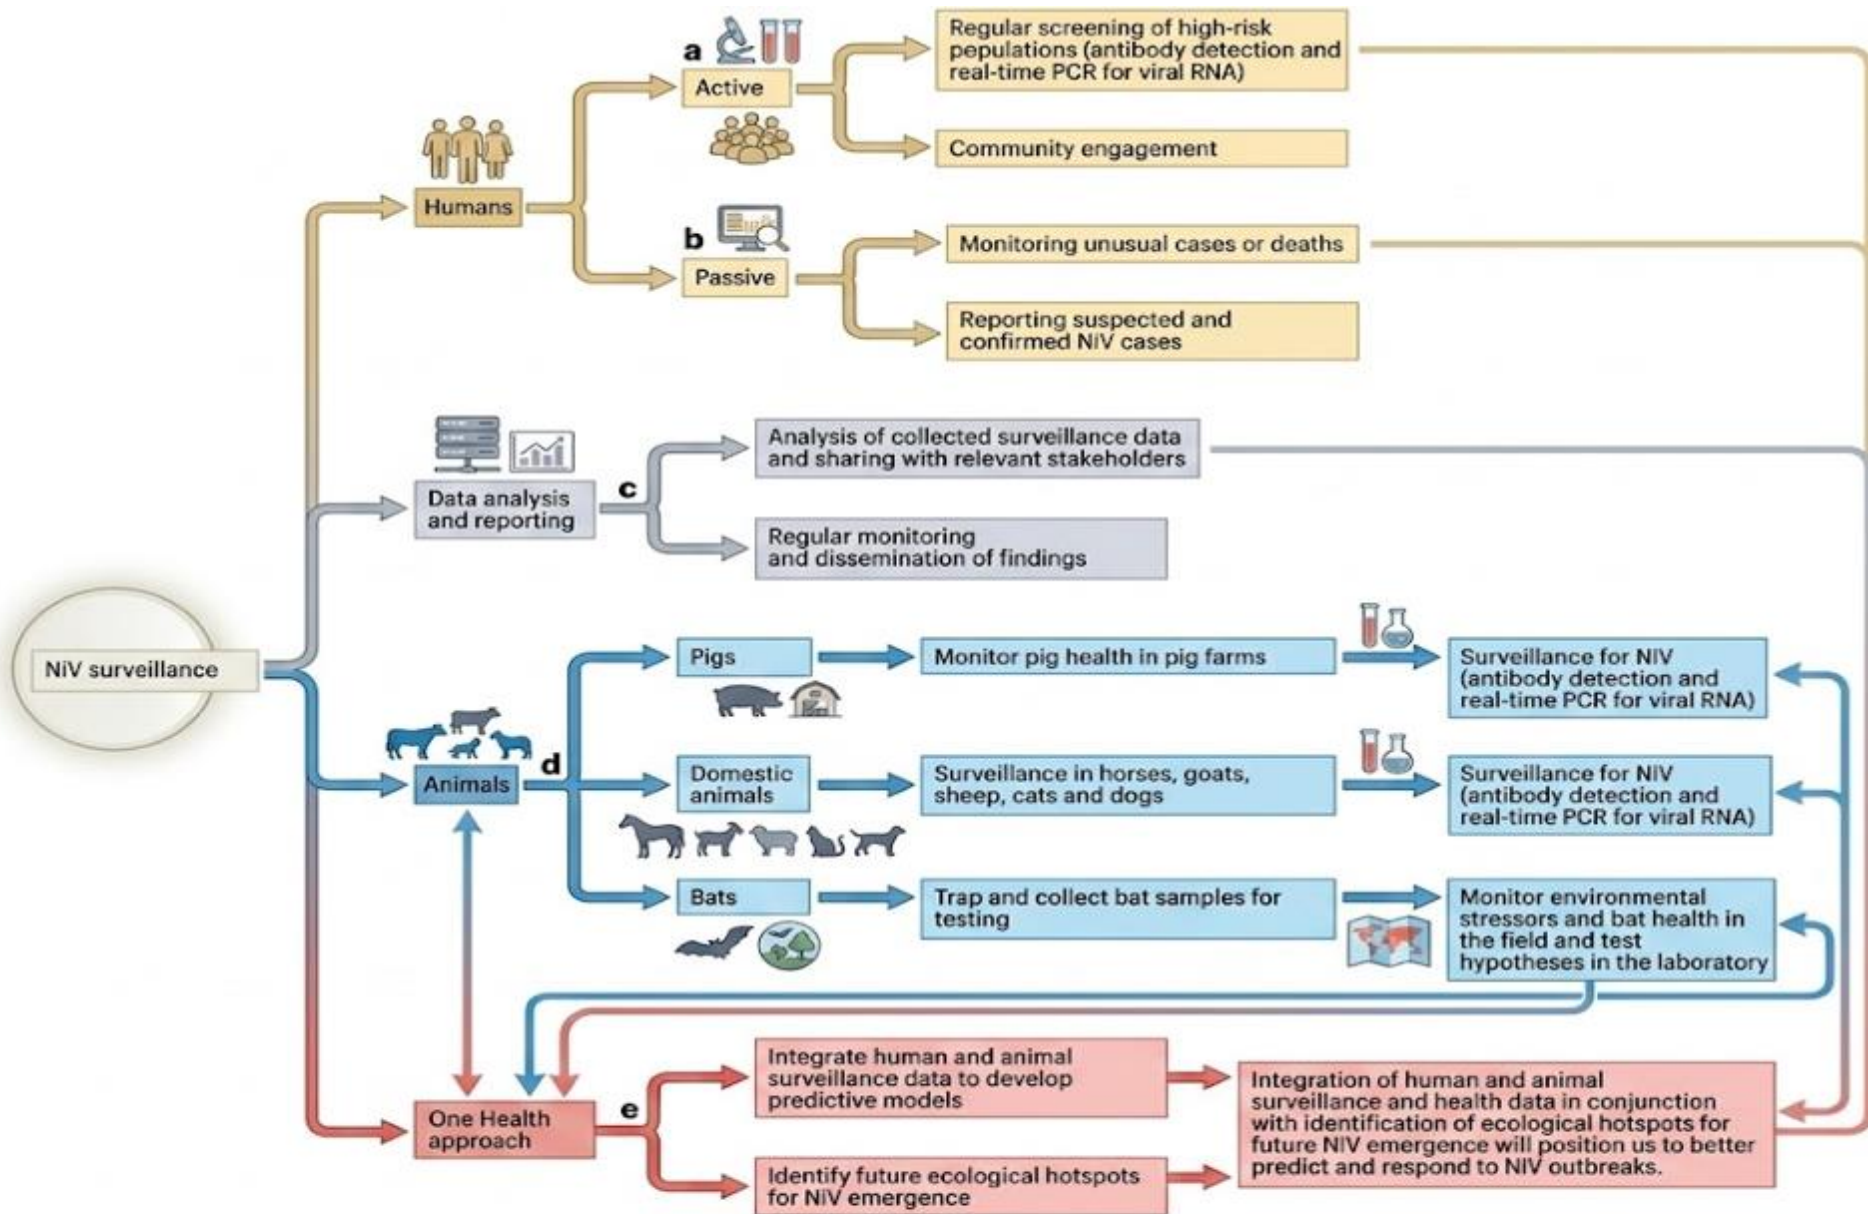 a
Active
Regular screening of high-risk
pepulations (antibody detection and
real-time PCR for viral RNA)
Community engagement
Humans
b
Passive
Monitoring unusual cases or deaths
Reporting suspected and
confirmed NiV cases
Data analysis
and reporting
c
Analysis of collected surveillance data
and sharing with relevant stakeholders
Regular monitoring
and dissemination of findings
NiV surveillance
Animals
d
Pigs
Monitor pig health in pig farms
Surveillance for NIV
(antibody detection and
real-time PCR for viral RNA)
Domestic
animals
Surveillance in horses, goats,
sheep, cats and dogs
Surveillance for NIV
(antibody detection and
real-time PCR for viral RNA)
Bats
Trap and collect bat samples for
testing
Monitor environmental
stressors and bat health in
the field and test
hypotheses in the laboratory
One Health
approach
e
Integrate human and animal
surveillance data to develop
predictive models
Identify future ecological hotspots
for NiV emergence
Integration of human and animal
surveillance and health data in conjunction
with identification of ecological hotspots for
future NIV emergence will position us to better
predict and respond to NIV outbreaks.